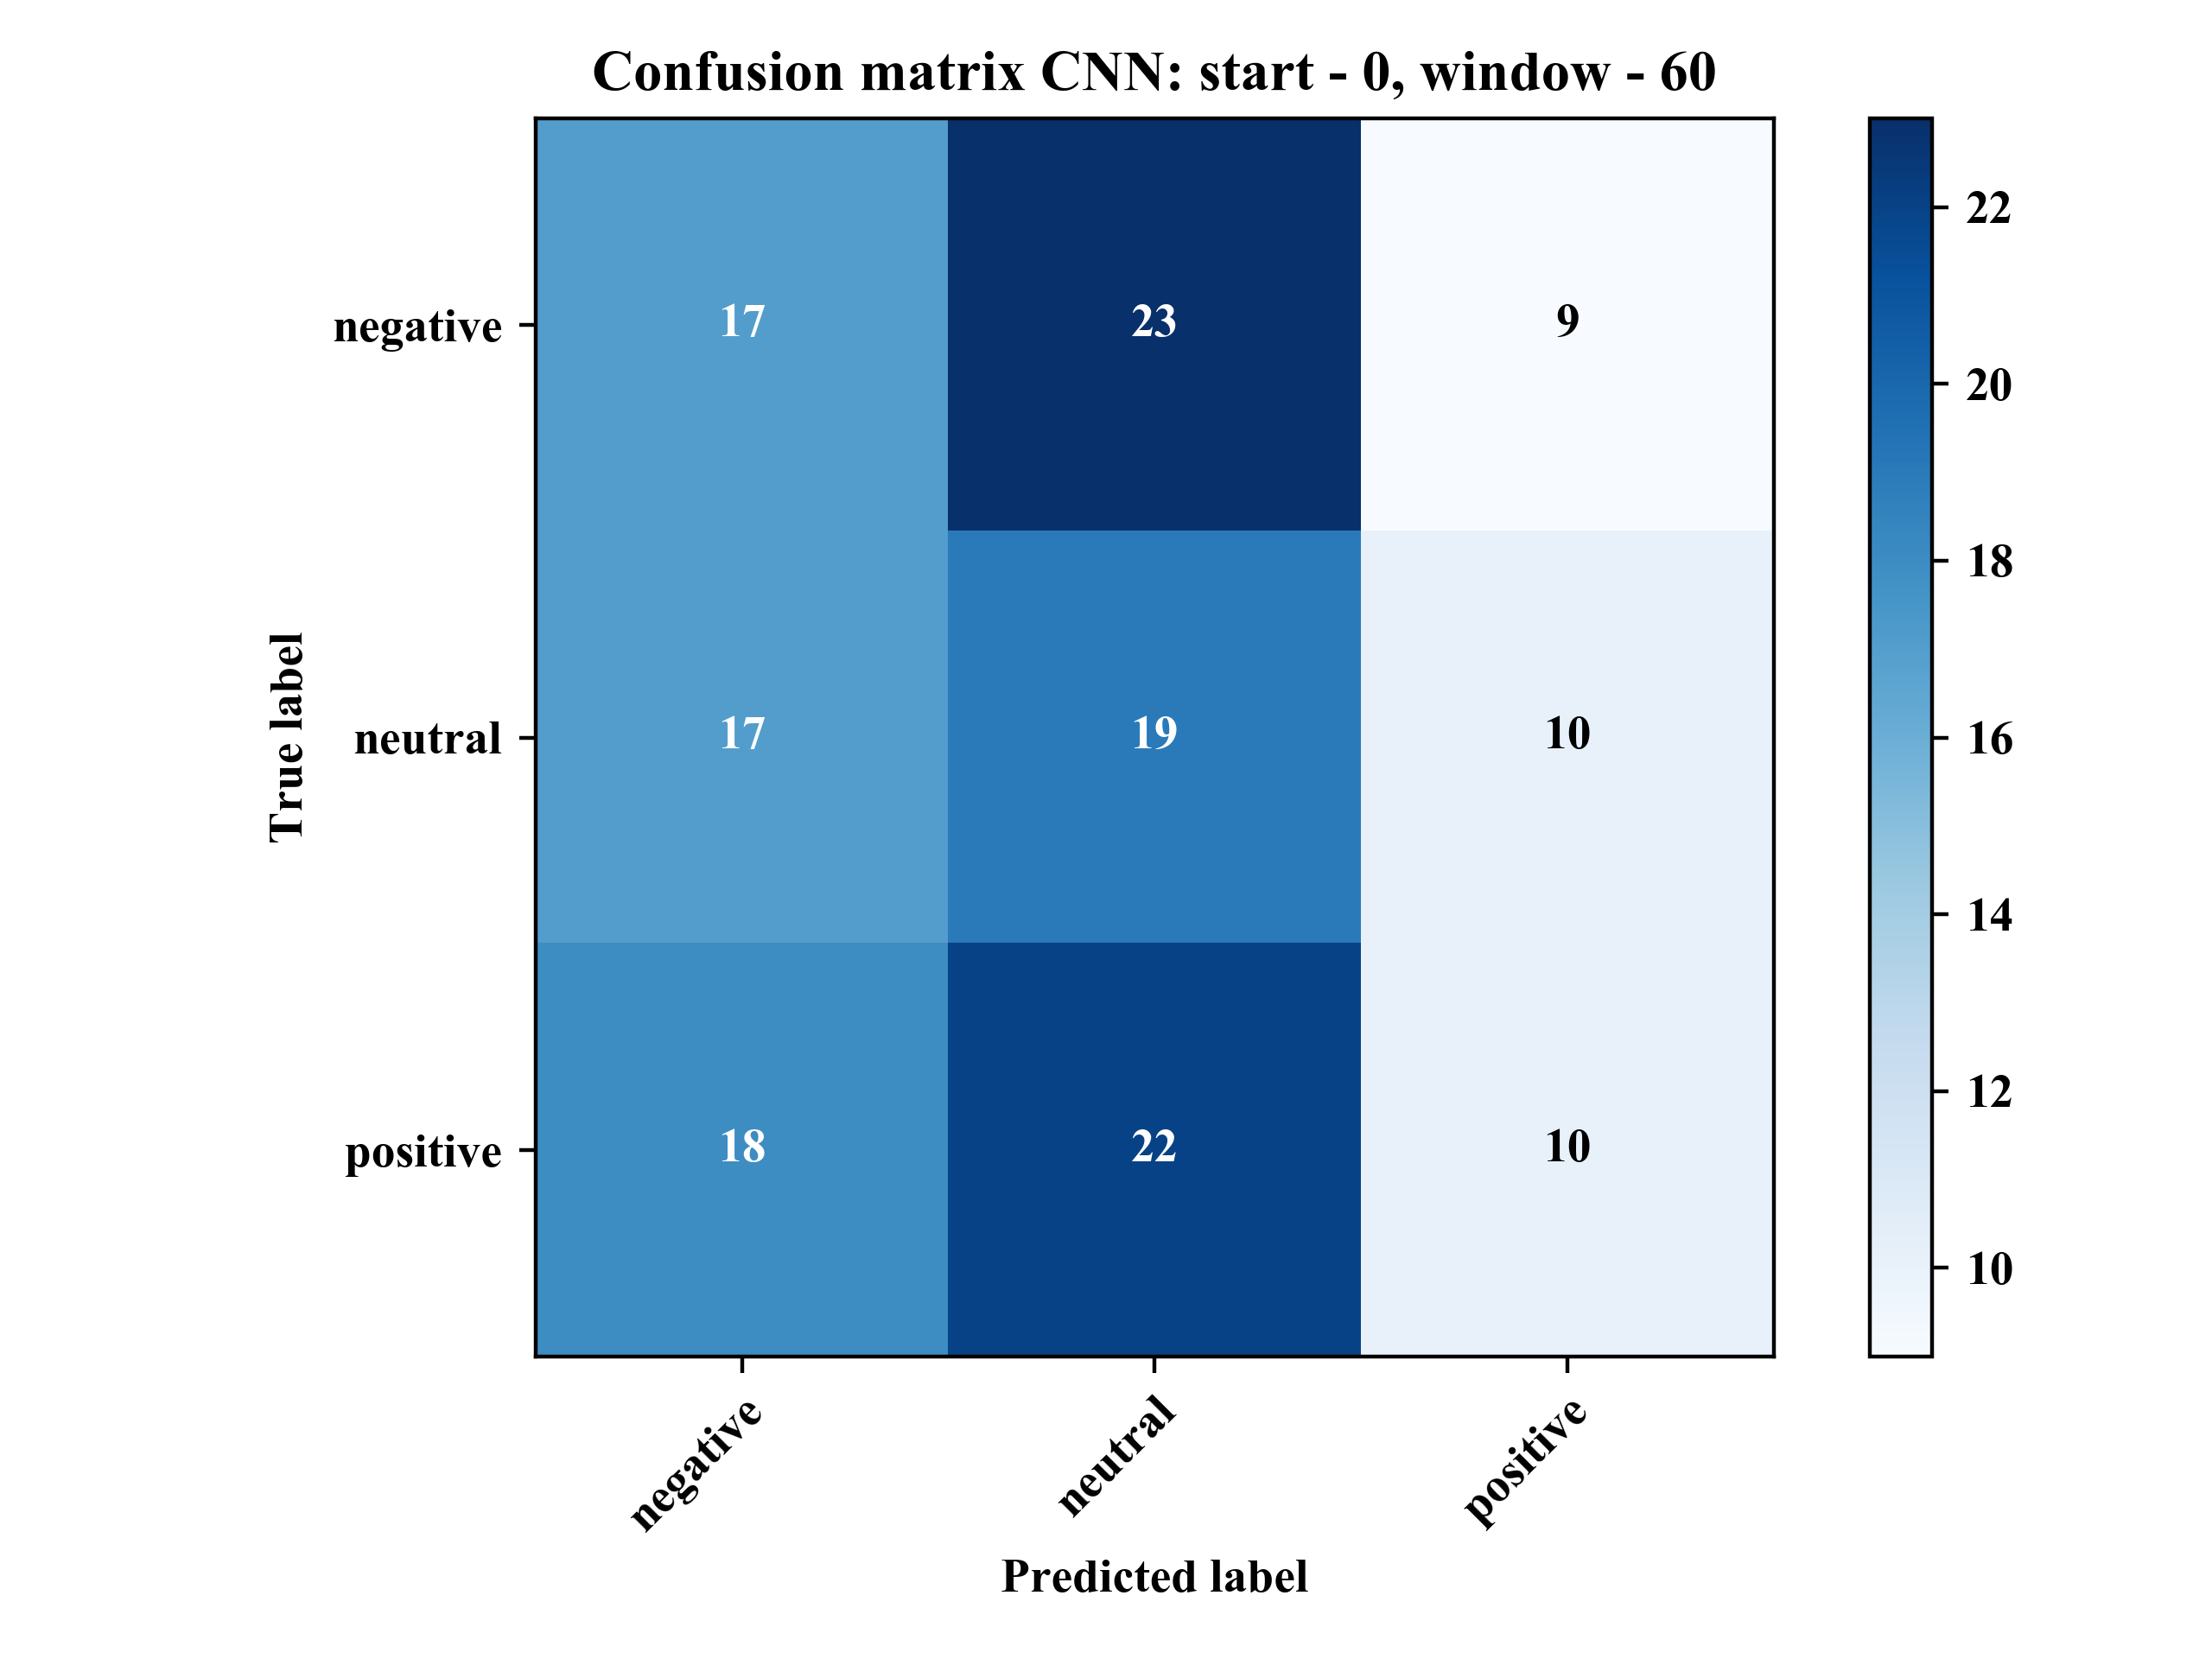 Confusion matrix CNN: start - 0, window - 60
True label
negative
17
23
9
neutral
17
19
10
positive
18
22
10
negative
neutral
positive
Predicted label
22
20
18
16
14
12
10